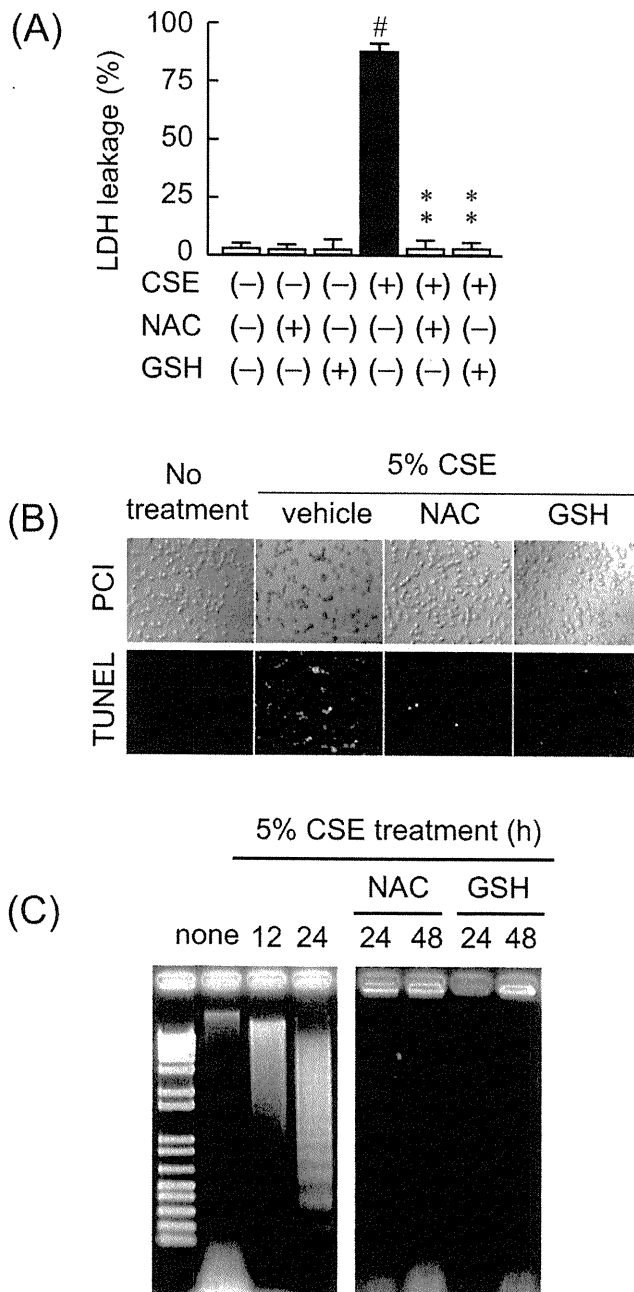 (A)
LDH leakage (%)
100
75
50
25
0
#
* *
* *
CSE (–) (–) (–) (+) (+) (+)
NAC (–) (+) (–) (–) (+) (–)
GSH (–) (–) (+) (–) (–) (+)
(B)
No treatment
5% CSE
vehicle NAC GSH
PCI
TUNEL
(C)
5% CSE treatment (h)
NAC GSH
none 12 24 24 48 24 48